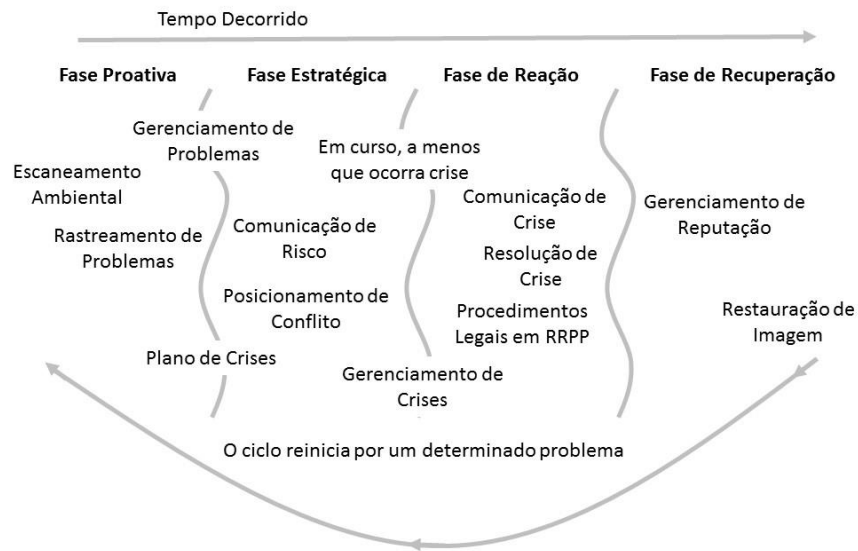 Tempo Decorrido
Fase Proativa
Fase Estratégica
Fase de Reação
Fase de Recuperação
Gerenciamento de
Problemas
Escaneamento
Ambiental
Rastreamento de
Problemas
Plano de Crises
Em curso, a menos
que ocorra crise
Comunicação de
Risco
Posicionamento de
Conflito
Gerenciamento de
Crises
Comunicação de
Crise
Resolução de
Crise
Procedimentos
Legais em RRPP
Gerenciamento de
Reputação
Restauração de
Imagem
O ciclo reinicia por um determinado problema